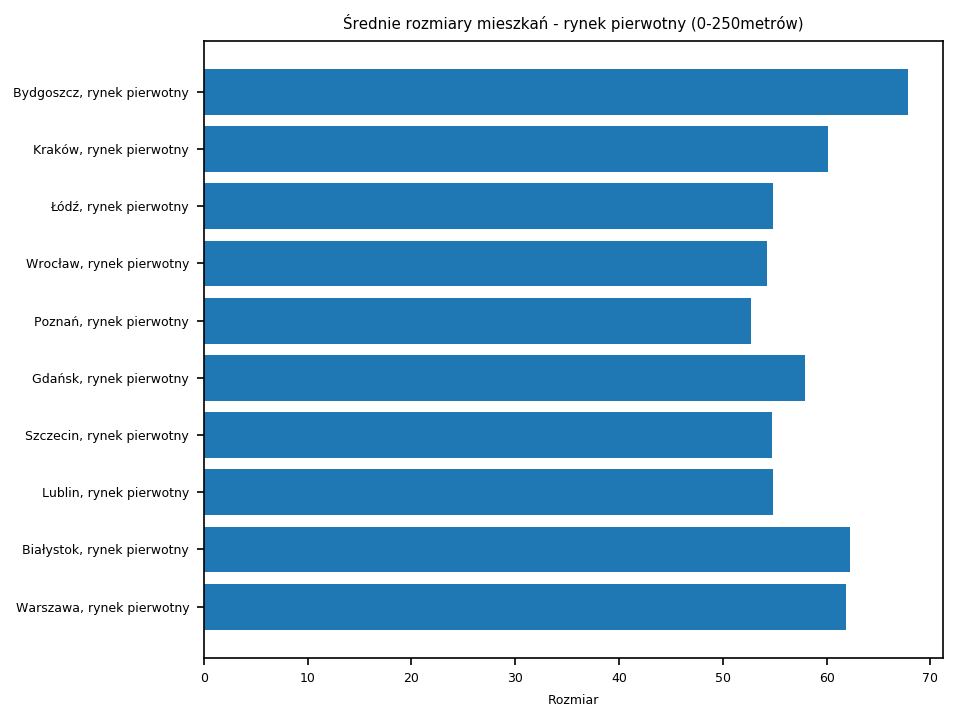 Średnie rozmiary mieszkań - rynek pierwotny (0-250metrów)
Bydgoszcz, rynek pierwotny
Kraków, rynek pierwotny
Łódź, rynek pierwotny
Wrocław, rynek pierwotny
Poznań, rynek pierwotny
Gdańsk, rynek pierwotny
Szczecin, rynek pierwotny
Lublin, rynek pierwotny
Białystok, rynek pierwotny
Warszawa, rynek pierwotny
0 10 20 30 40 50 60 70
Rozmiar